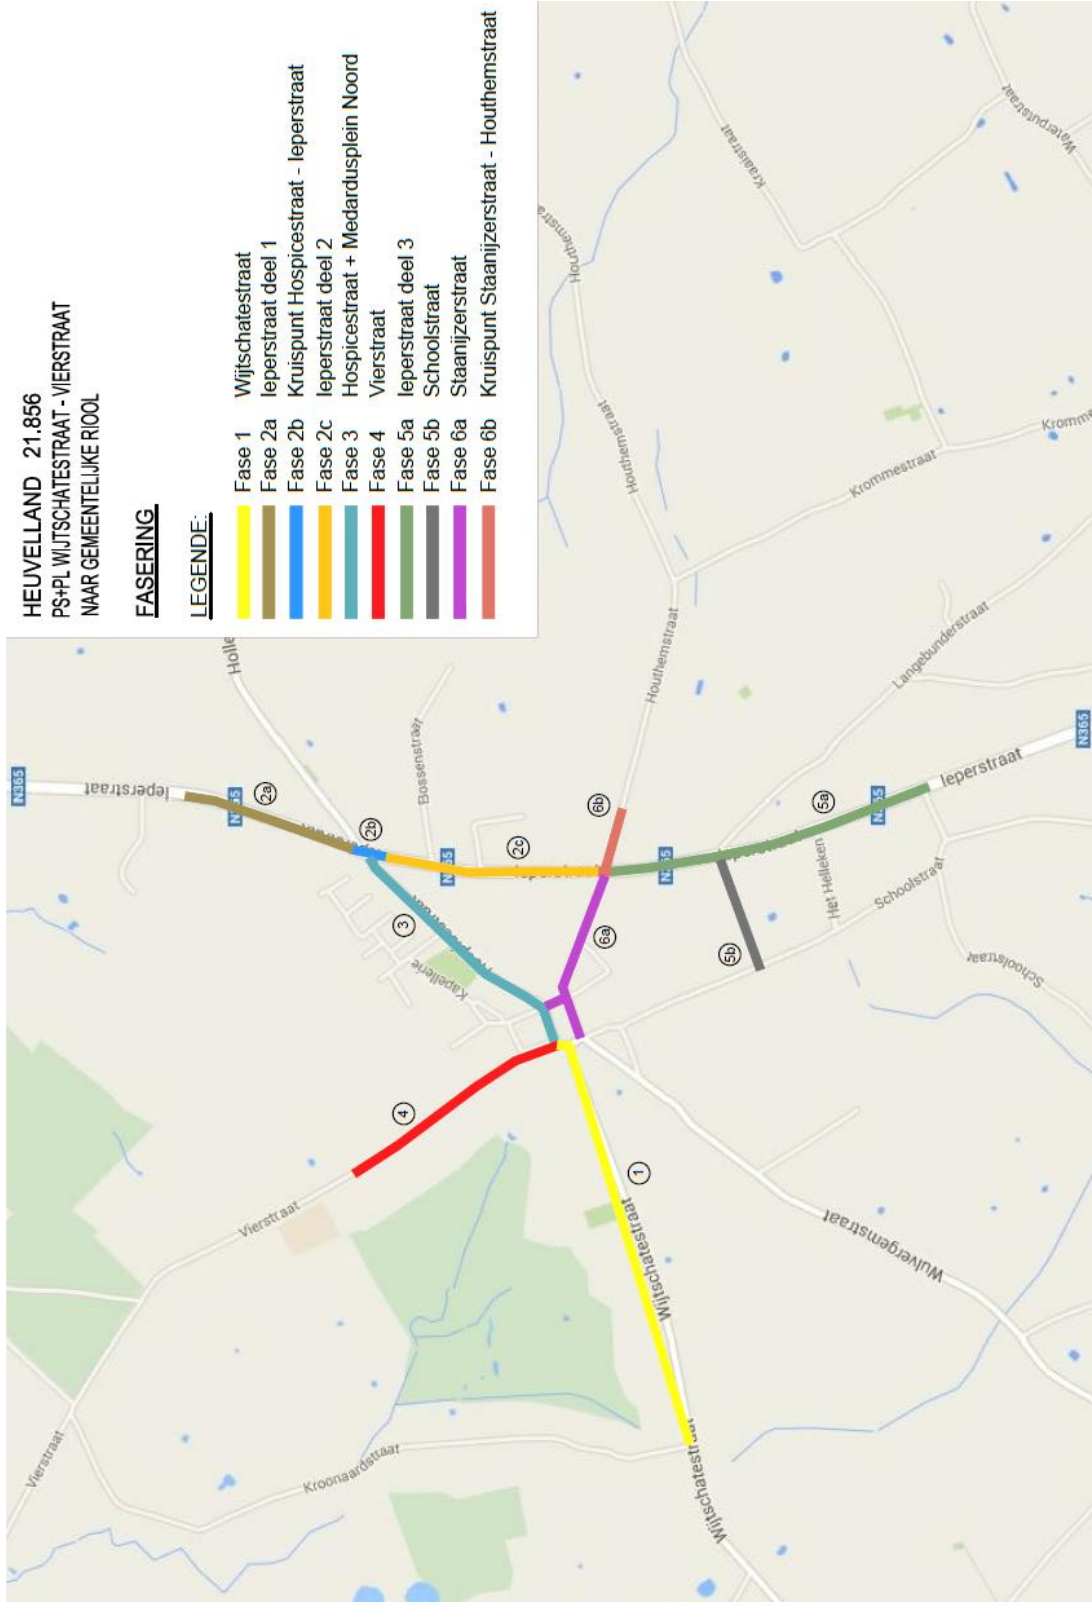 HEUVELLAND 21.856
PS+PL WIJTSCHATESTRAAT - VIERSTRAAT
NAAR GEMEENTELIJKE RIOOL
FASERING
LEGENDE:
Fase 1 Wijtschatestraat
Fase 2a Ieperstraat deel 1
Fase 2b Kruispunt Hospicestraat - Ieperstraat
Fase 2c Ieperstraat deel 2
Fase 3 Hospicestraat + Medardusplein Noord
Fase 4 Vierstraat
Fase 5a Ieperstraat deel 3
Fase 5b Schoolstraat
Fase 6a Staanijzerstraat
Fase 6b Kruispunt Staanijzerstraat - Houthemstraat
N365
Ieperstraat
2a
Holle
Bossenstraat
2b
2c
3
Kapellerie
4
Vierstraat
Vierstraat
Kroonaardstraat
1
Wijtschatestraat
Wijtschatestraat
Wulvergemstraat
6a
6b
Houthemstraat
Houthemstraat
Houthemstra
Kraaistraat
Waterputstraat
Krommestraat
Kromme
Langebunderstraat
5a
5b
Het Helleken
Schoolstraat
Schoolstraat
Ieperstraat
N365